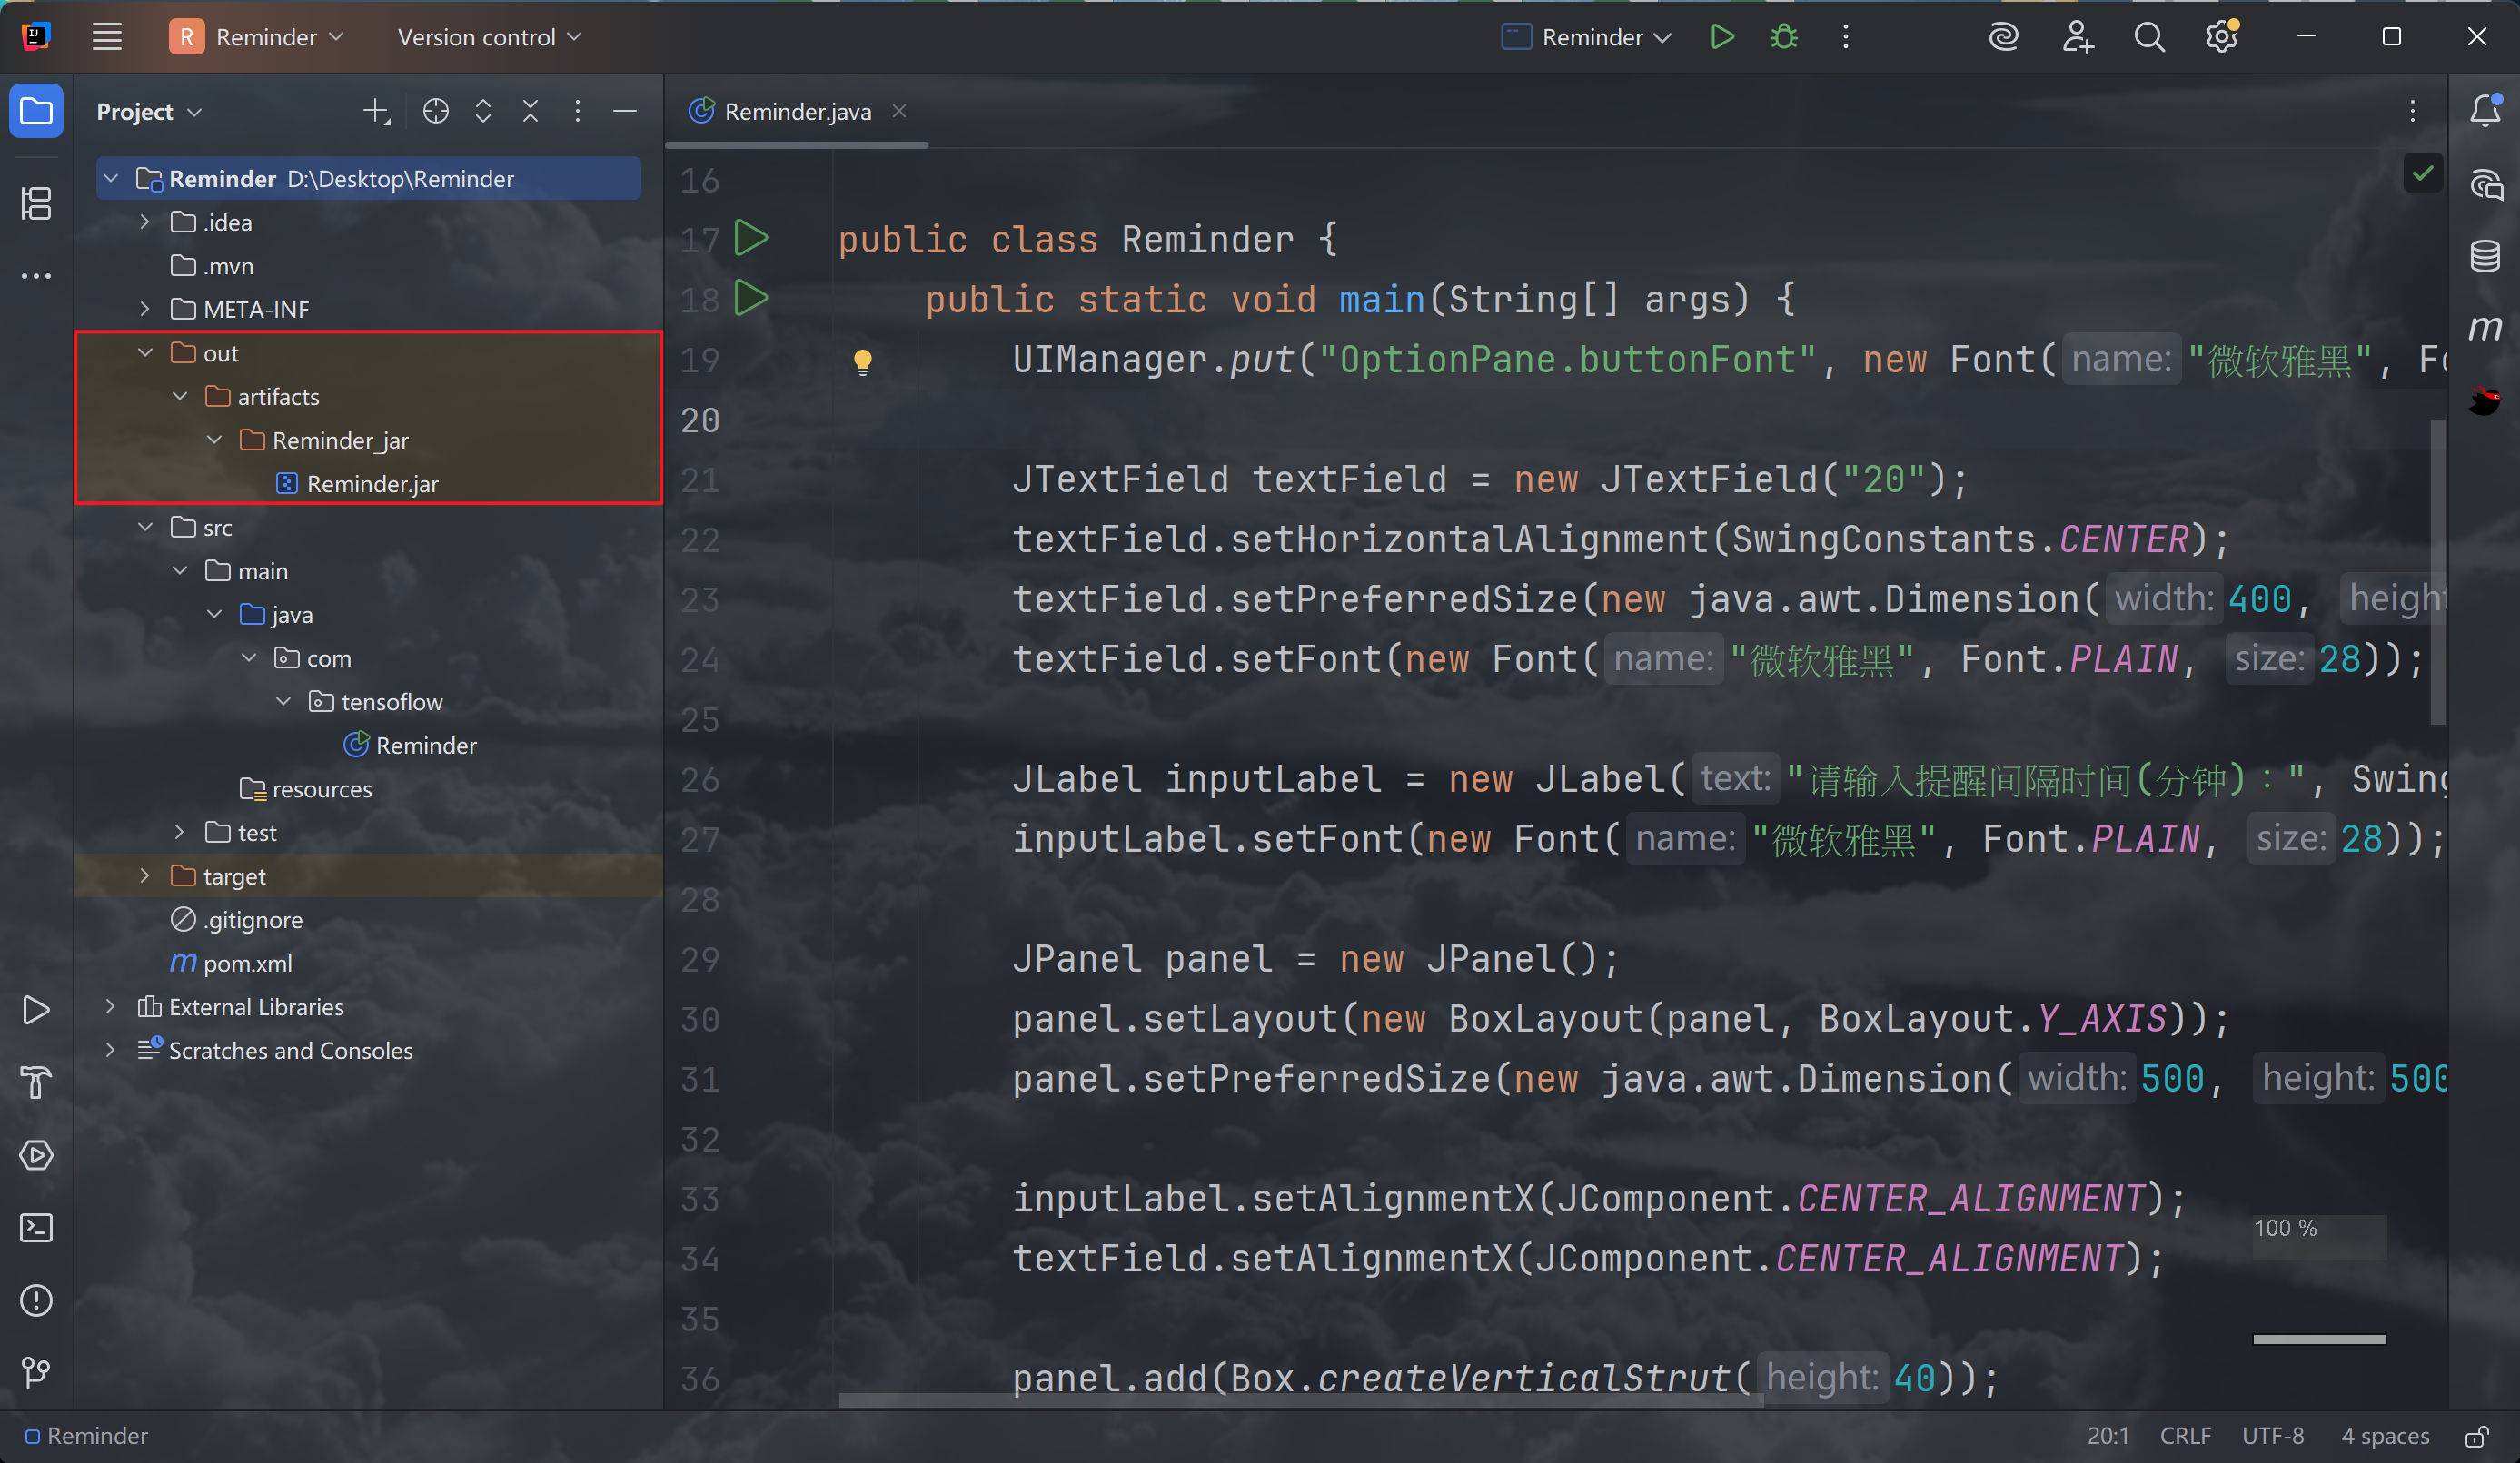 R Reminder Version control Reminder
Project
Reminder D:\Desktop\Reminder
.idea
.mvn
META-INF
out
artifacts
Reminder_jar
Reminder.jar
src
main
java
com
tensoflow
Reminder
resources
test
target
.gitignore
m pom.xml
External Libraries
Scratches and Consoles
Reminder.java
16
17 public class Reminder {
18 public static void main(String[] args) {
19 UIManager.put("OptionPane.buttonFont", new Font( name: "微软雅黑", Fo
20
21 JTextField textField = new JTextField("20");
22 textField.setHorizontalAlignment(SwingConstants.CENTER);
23 textField.setPreferredSize(new java.awt.Dimension( width: 400, height
24 textField.setFont(new Font( name: "微软雅黑", Font.PLAIN, size: 28));
25
26 JLabel inputLabel = new JLabel( text: "请输入提醒间隔时间(分钟)：", Swing
27 inputLabel.setFont(new Font( name: "微软雅黑", Font.PLAIN, size: 28));
28
29 JPanel panel = new JPanel();
30 panel.setLayout(new BoxLayout(panel, BoxLayout.Y_AXIS));
31 panel.setPreferredSize(new java.awt.Dimension( width: 500, height: 500
32
33 inputLabel.setAlignmentX(JComponent.CENTER_ALIGNMENT);
34 textField.setAlignmentX(JComponent.CENTER_ALIGNMENT);
35
36 panel.add(Box.createVerticalStrut( height: 40));
100 %
m
Reminder 20:1 CRLF UTF-8 4 spaces